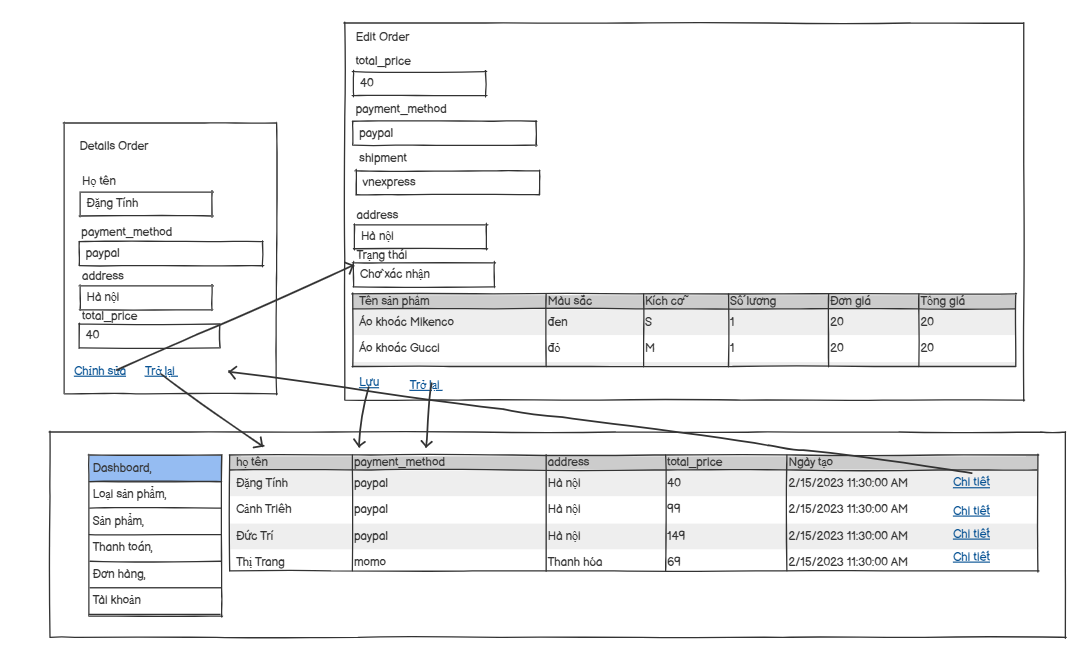 Edit Order
total_price
40
payment_method
paypal
shipment
vnexpress
address
Hà nội
Trạng thái
Chờ xác nhận
Tên sản phẩm Màu sắc Kích cỡ Số lương Đơn giá Tông giá
Áo khoác Mikenco đen S 1 20 20
Áo khoác Gucci đỏ M 1 20 20
Lưu Trở lại
Details Order
Họ tên
Đặng Tính
payment_method
paypal
address
Hà nội
total_price
40
Chỉnh sửa Trở lại
Dashboard,
Loại sản phẩm,
Sản phẩm,
Thanh toán,
Đơn hàng,
Tài khoản
họ tên payment_method address total_price Ngày tạo
Đặng Tính paypal Hà nội 40 2/15/2023 11:30:00 AM Chi tiết
Cảnh Triển paypal Hà nội 99 2/15/2023 11:30:00 AM Chi tiết
Đức Trí paypal Hà nội 149 2/15/2023 11:30:00 AM Chi tiết
Thị Trang momo Thanh hóa 69 2/15/2023 11:30:00 AM Chi tiết